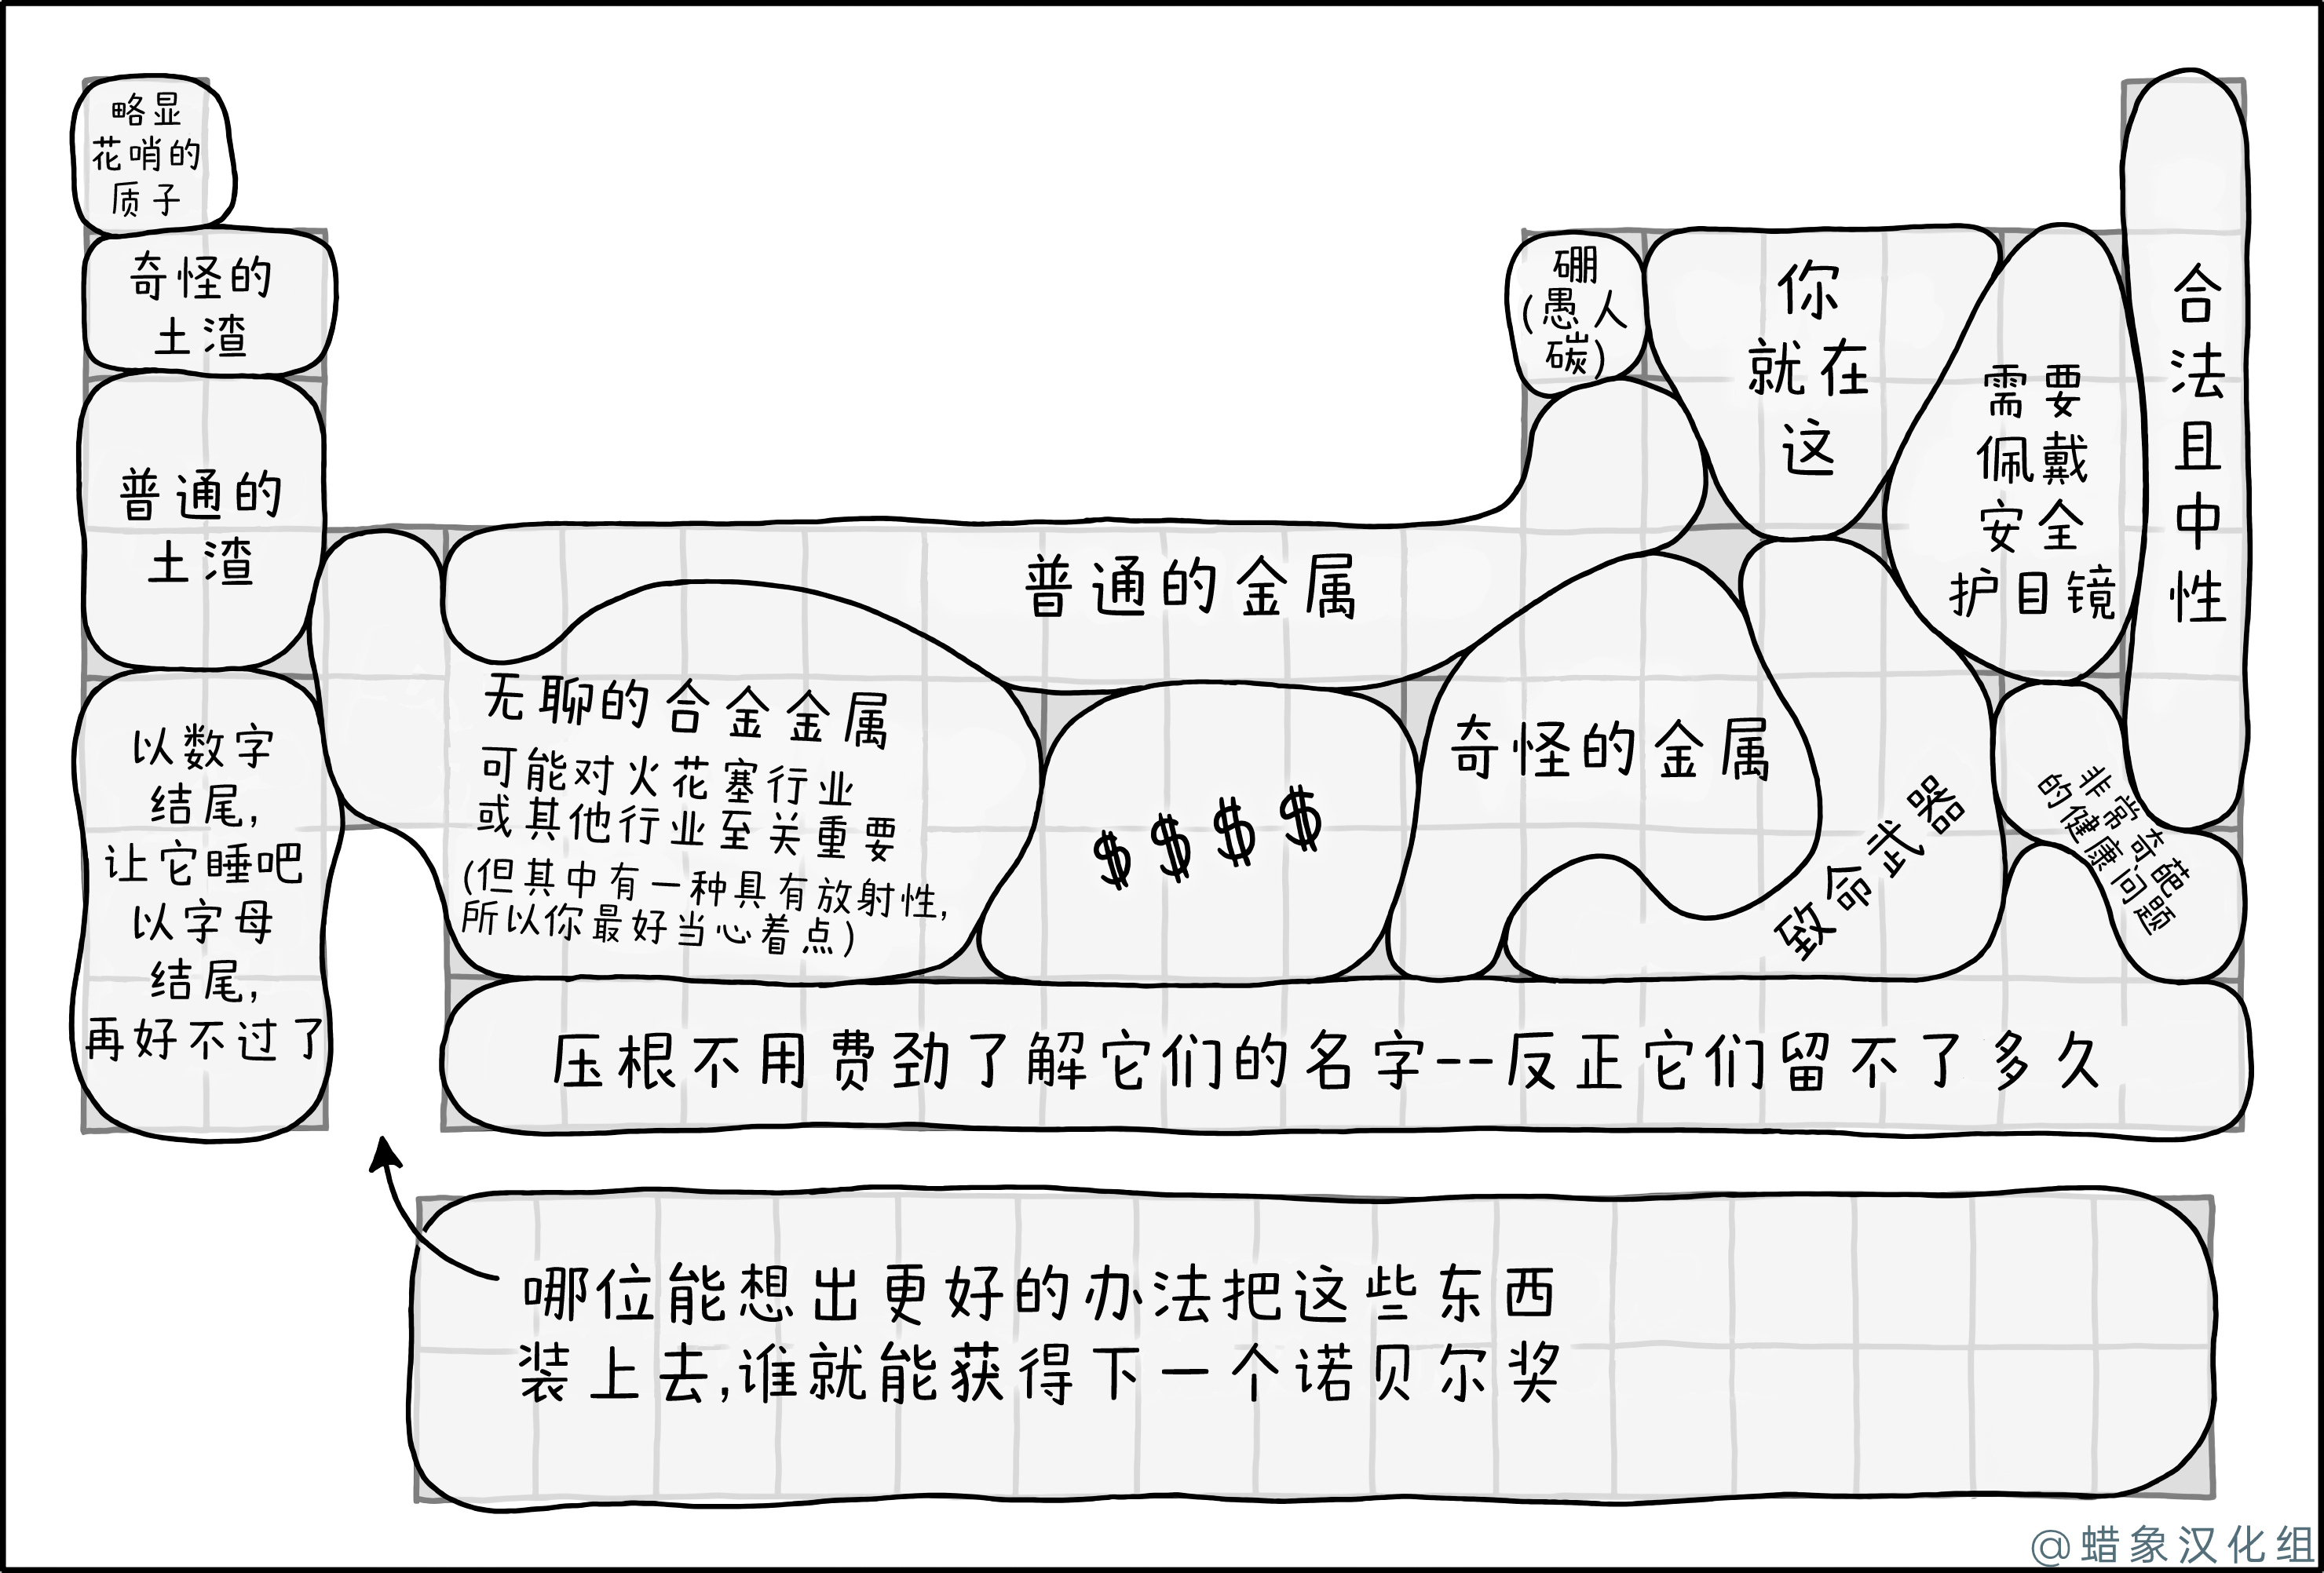 略显
花哨的
质子
奇怪的
土渣
普通的
土渣
以数字
结尾,
让它睡吧
以字母
结尾,
再好不过了
硼
(愚人
碳)
你
就在
这
需要
佩戴
安全
护目镜
合法且中性
普通的金属
无聊的合金金属
可能对火花塞行业
或其他行业至关重要
(但其中有一种具有放射性,
所以你最好当心着点)
$$$$
奇怪的金属
致命武器
非常奇葩
的健康问题
压根不用费劲了解它们的名字--反正它们留不了多久
哪位能想出更好的办法把这些东西
装上去,谁就能获得下一个诺贝尔奖
@蜡象汉化组